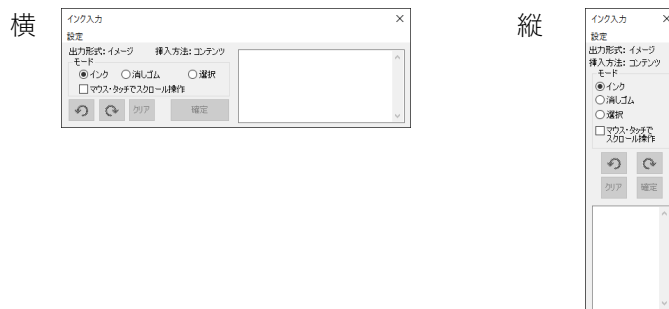 横
インク入力
設定
出力形式: イメージ 挿入方法: コンテンツ
モード
インク 消しゴム 選択
マウス・タッチでスクロール操作
クリア 確定
縦
インク入力
設定
出力形式: イメージ
挿入方法: コンテンツ
モード
インク
消しゴム
選択
マウス・タッチで
スクロール操作
クリア 確定